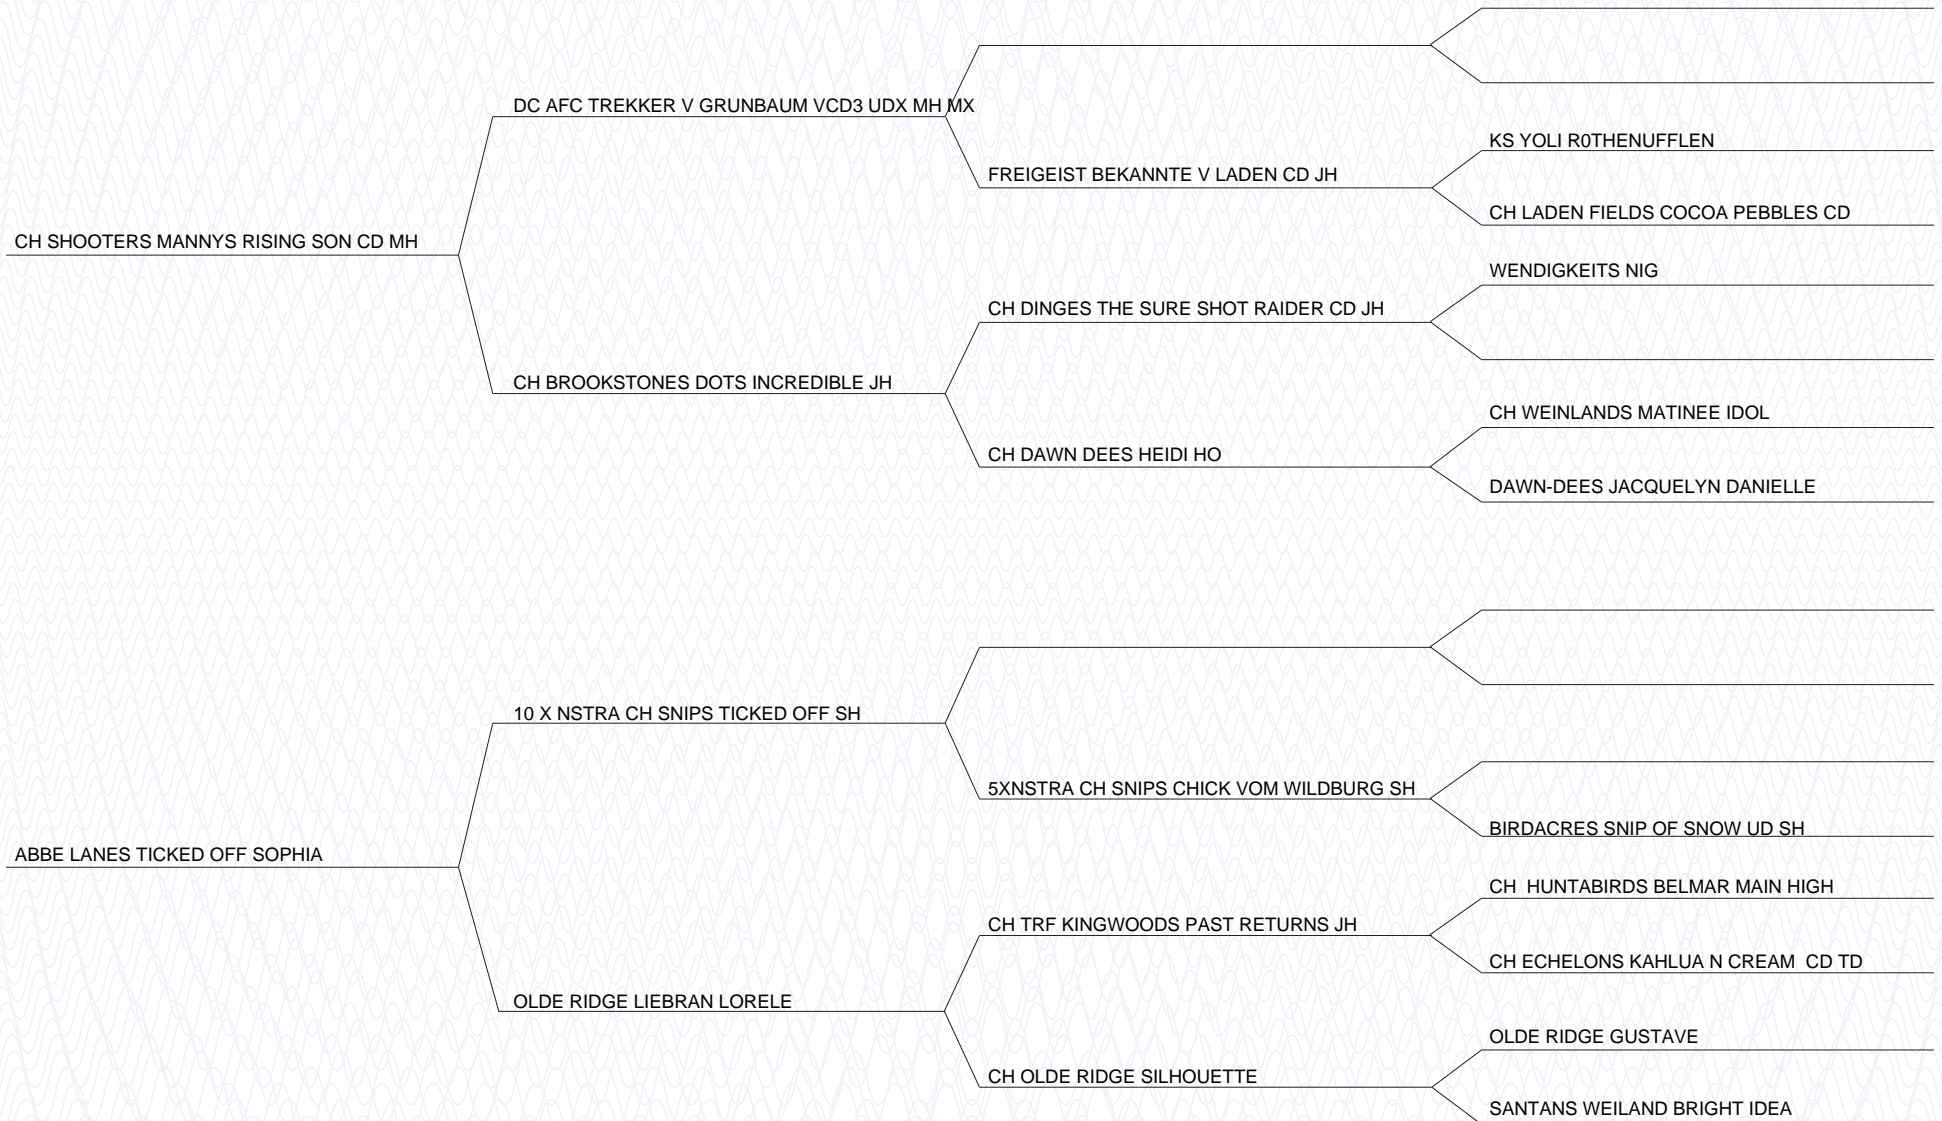 DC AFC TREKKER V GRUNBAUM VCD3 UDX MH MX
KS YOLI R0THENUFFLEN
FREIGEIST BEKANNTE V LADEN CD JH
CH LADEN FIELDS COCOA PEBBLES CD
CH SHOOTERS MANNYS RISING SON CD MH
WENDIGKEITS NIG
CH DINGES THE SURE SHOT RAIDER CD JH
CH BROOKSTONES DOTS INCREDIBLE JH
CH WEINLANDS MATINEE IDOL
CH DAWN DEES HEIDI HO
DAWN-DEES JACQUELYN DANIELLE
10 X NSTRA CH SNIPS TICKED OFF SH
5XNSTRA CH SNIPS CHICK VOM WILDBURG SH
BIRDACRES SNIP OF SNOW UD SH
ABBE LANES TICKED OFF SOPHIA
CH  HUNTABIRDS BELMAR MAIN HIGH
CH TRF KINGWOODS PAST RETURNS JH
CH ECHELONS KAHLUA N CREAM  CD TD
OLDE RIDGE LIEBRAN LORELE
OLDE RIDGE GUSTAVE
CH OLDE RIDGE SILHOUETTE
SANTANS WEILAND BRIGHT IDEA